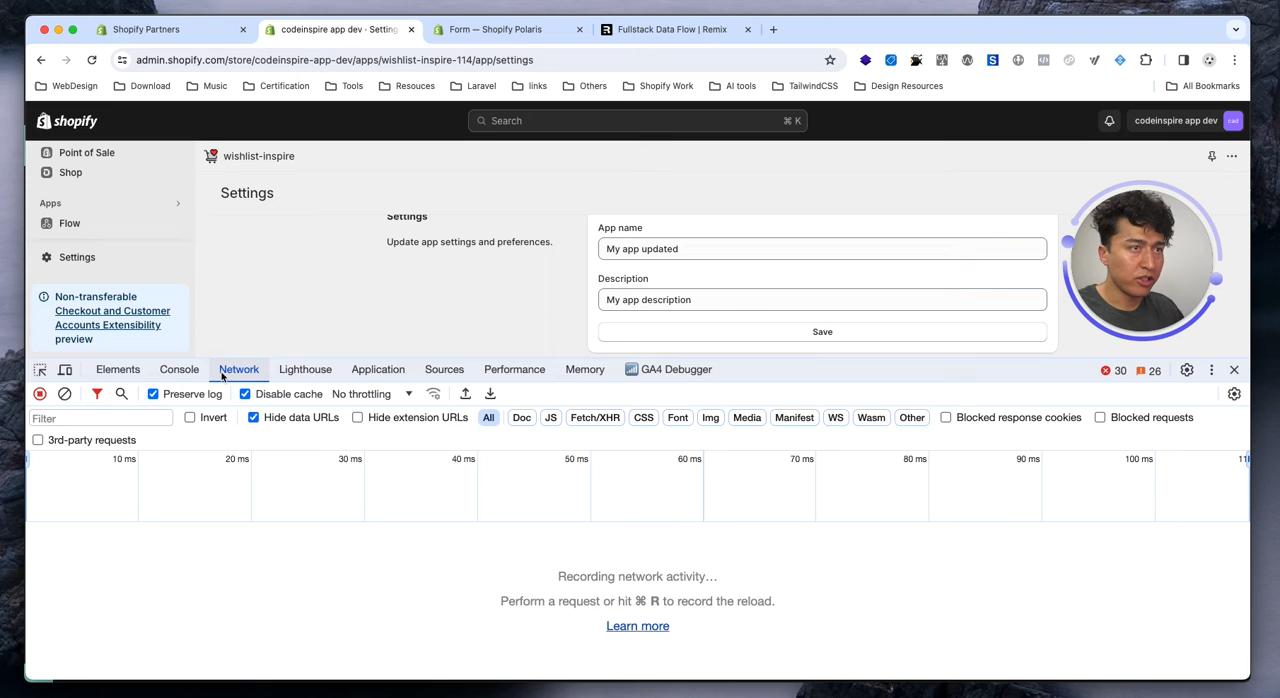 Shopify Partners
codeinspire app dev · Setting
Form — Shopify Polaris
Fullstack Data Flow | Remix
admin.shopify.com/store/codeinspire-app-dev/apps/wishlist-inspire-114/app/settings
WebDesign
Download
Music
Certification
Tools
Resouces
Laravel
links
Others
Shopify Work
AI tools
TailwindCSS
Design Resources
All Bookmarks
shopify
Search
⌘ K
codeinspire app dev
cad
Point of Sale
Shop
Apps
Flow
Settings
Non-transferable
Checkout and Customer
Accounts Extensibility
preview
wishlist-inspire
Settings
Settings
Update app settings and preferences.
App name
My app updated
Description
My app description
Save
Elements
Console
Network
Lighthouse
Application
Sources
Performance
Memory
GA4 Debugger
30
26
Preserve log
Disable cache
No throttling
Filter
Invert
Hide data URLs
Hide extension URLs
All
Doc
JS
Fetch/XHR
CSS
Font
Img
Media
Manifest
WS
Wasm
Other
Blocked response cookies
Blocked requests
3rd-party requests
10 ms
20 ms
30 ms
40 ms
50 ms
60 ms
70 ms
80 ms
90 ms
100 ms
Recording network activity…
Perform a request or hit ⌘ R to record the reload.
Learn more